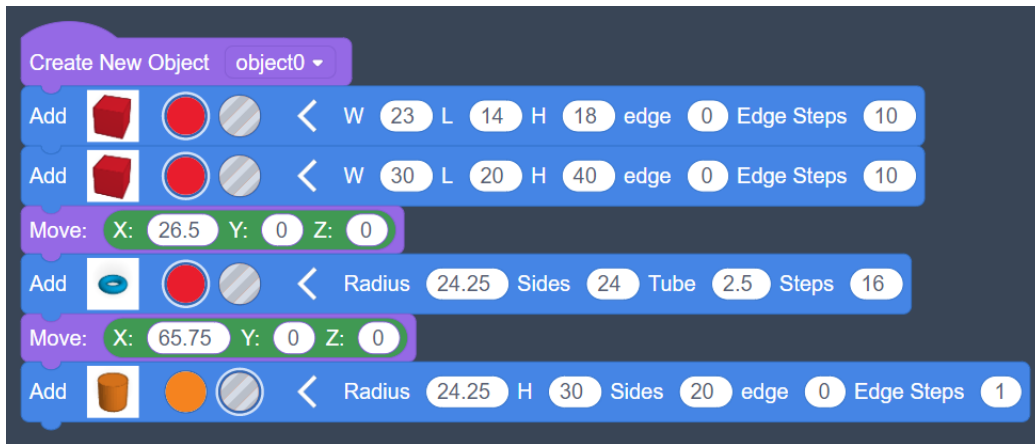 Create New Object object0
Add W 23 L 14 H 18 edge 0 Edge Steps 10
Add W 30 L 20 H 40 edge 0 Edge Steps 10
Move: X: 26.5 Y: 0 Z: 0
Add Radius 24.25 Sides 24 Tube 2.5 Steps 16
Move: X: 65.75 Y: 0 Z: 0
Add Radius 24.25 H 30 Sides 20 edge 0 Edge Steps 1